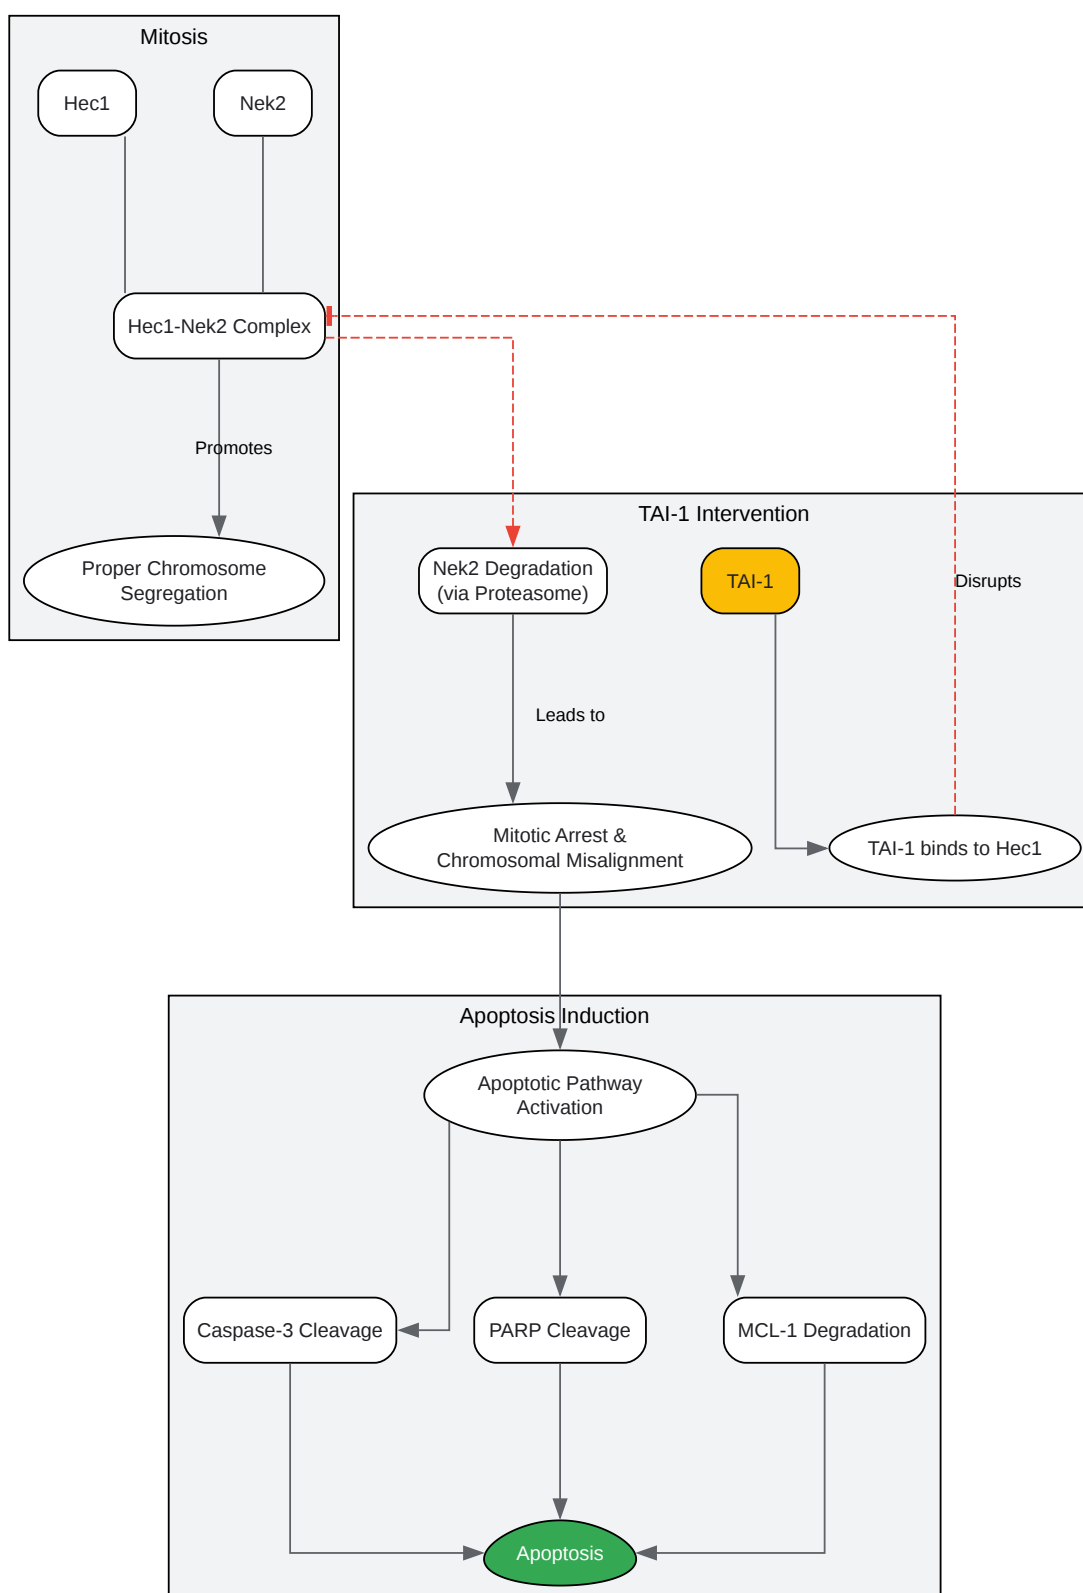 Mitosis
Hec1
Nek2
Hec1-Nek2 Complex
Promotes
Proper Chromosome
Segregation
TAI-1 Intervention
Nek2 Degradation
(via Proteasome)
TAI-1
Disrupts
Leads to
Mitotic Arrest &
Chromosomal Misalignment
TAI-1 binds to Hec1
Apoptosis Induction
Apoptotic Pathway
Activation
Caspase-3 Cleavage
PARP Cleavage
MCL-1 Degradation
Apoptosis